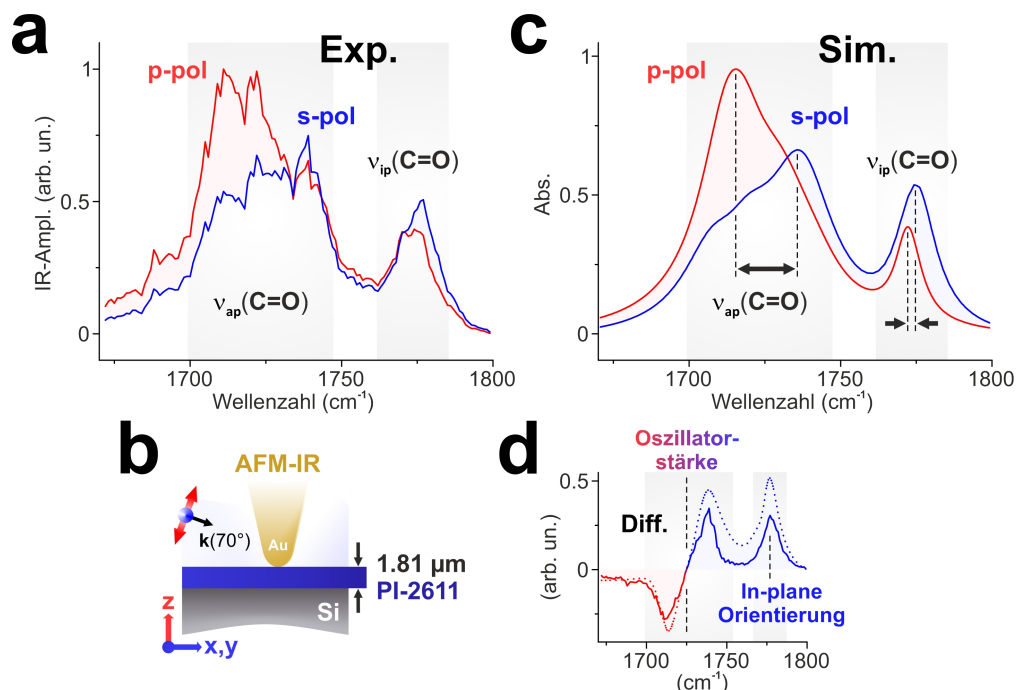 a
Exp.
p-pol
s-pol
νip(C=O)
νap(C=O)
IR-Ampl. (arb. un.)
1
0.5
0
1700
1750
1800
Wellenzahl (cm⁻¹)
c
Sim.
p-pol
s-pol
νip(C=O)
νap(C=O)
Abs.
1
0.5
0
1700
1750
1800
Wellenzahl (cm⁻¹)
b
AFM-IR
k(70°)
Au
1.81 µm
PI-2611
Si
z
x,y
d
Oszillator-
stärke
Diff.
In-plane
Orientierung
(arb. un.)
0.5
0
1700
1750
1800
(cm⁻¹)